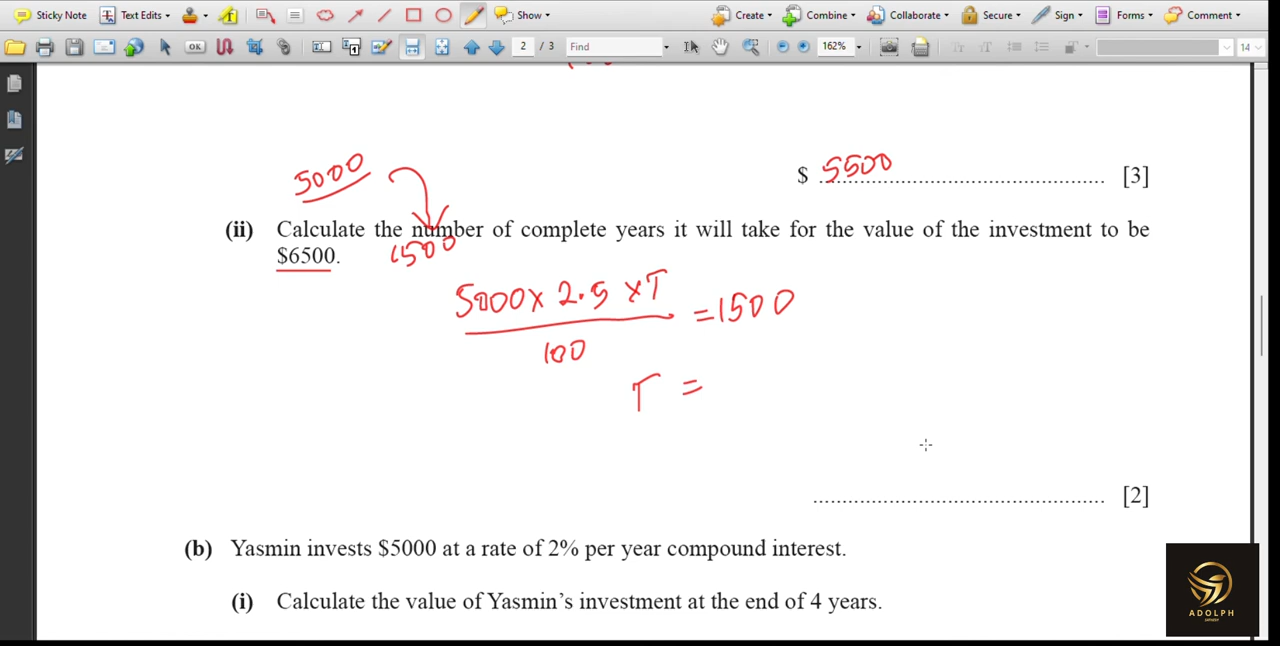 Sticky Note Text Edits Show Create Combine Collaborate Secure Sign Forms Comment
OK 2 / 3 Find 162% 14
5000
$ 5500 [3]
(ii) Calculate the number of complete years it will take for the value of the investment to be
$6500.
1500
5000 x 2.5 x T
100
= 1500
T =
[2]
(b) Yasmin invests $5000 at a rate of 2% per year compound interest.
(i) Calculate the value of Yasmin's investment at the end of 4 years.
ADOLPH